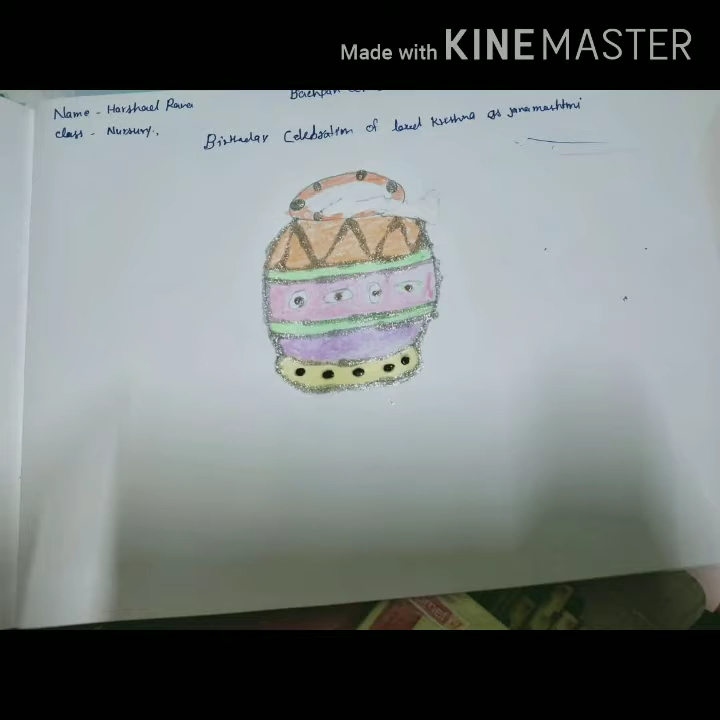 Made with KINEMASTER
Name - Harshael Rana
class - Nursury.
Birthday Celebration of lord Krishna as janamashtmi